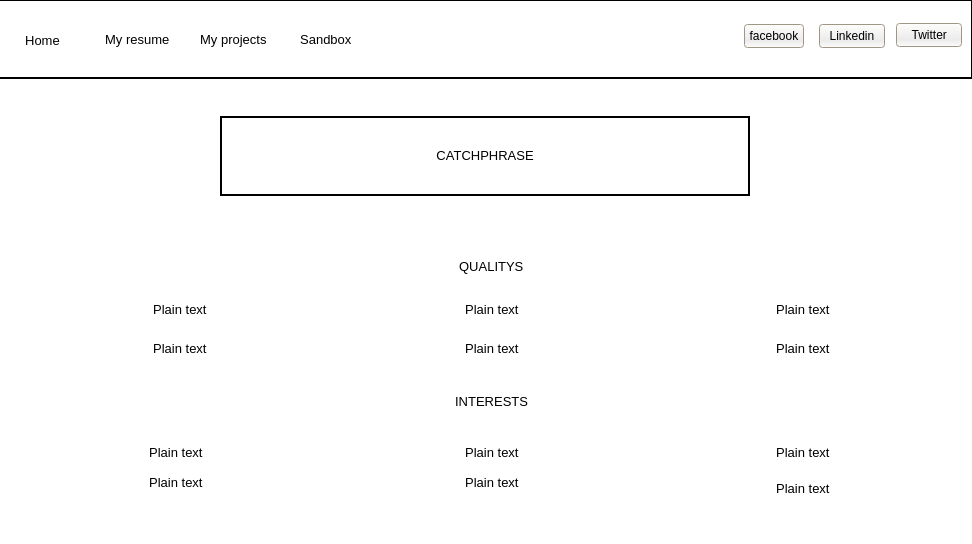 Home My resume My projects Sandbox facebook Linkedin Twitter
CATCHPHRASE
QUALITYS
Plain text Plain text Plain text
Plain text Plain text Plain text
INTERESTS
Plain text Plain text Plain text
Plain text Plain text Plain text